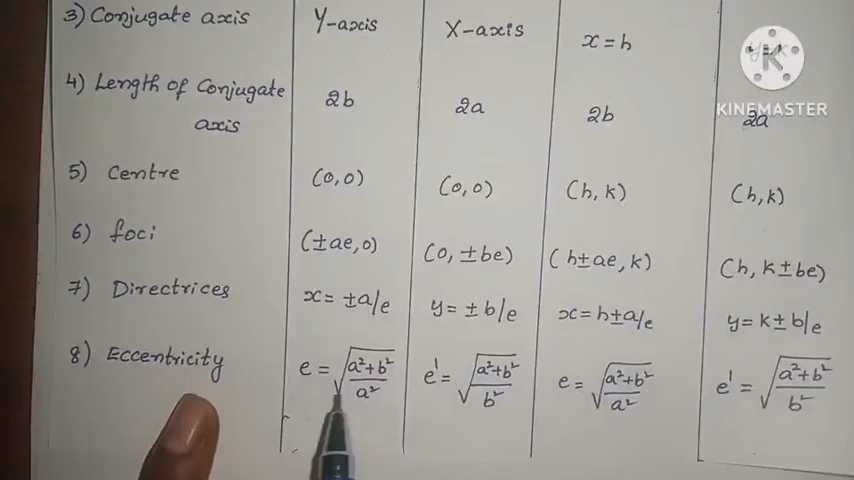 3) Conjugate axis Y-axis X-axis x=h y=k
4) Length of Conjugate axis 2b 2a 2b 2a
5) Centre (0,0) (0,0) (h,k) (h,k)
6) foci (±ae,0) (0,±be) (h±ae,k) (h,k±be)
7) Directrices x=±a/e y=±b/e x=h±a/e y=k±b/e
8) Eccentricity e=√(a²+b²/a²) e'=√(a²+b²/b²) e=√(a²+b²/a²) e'=√(a²+b²/b²)
K
KINEMASTER